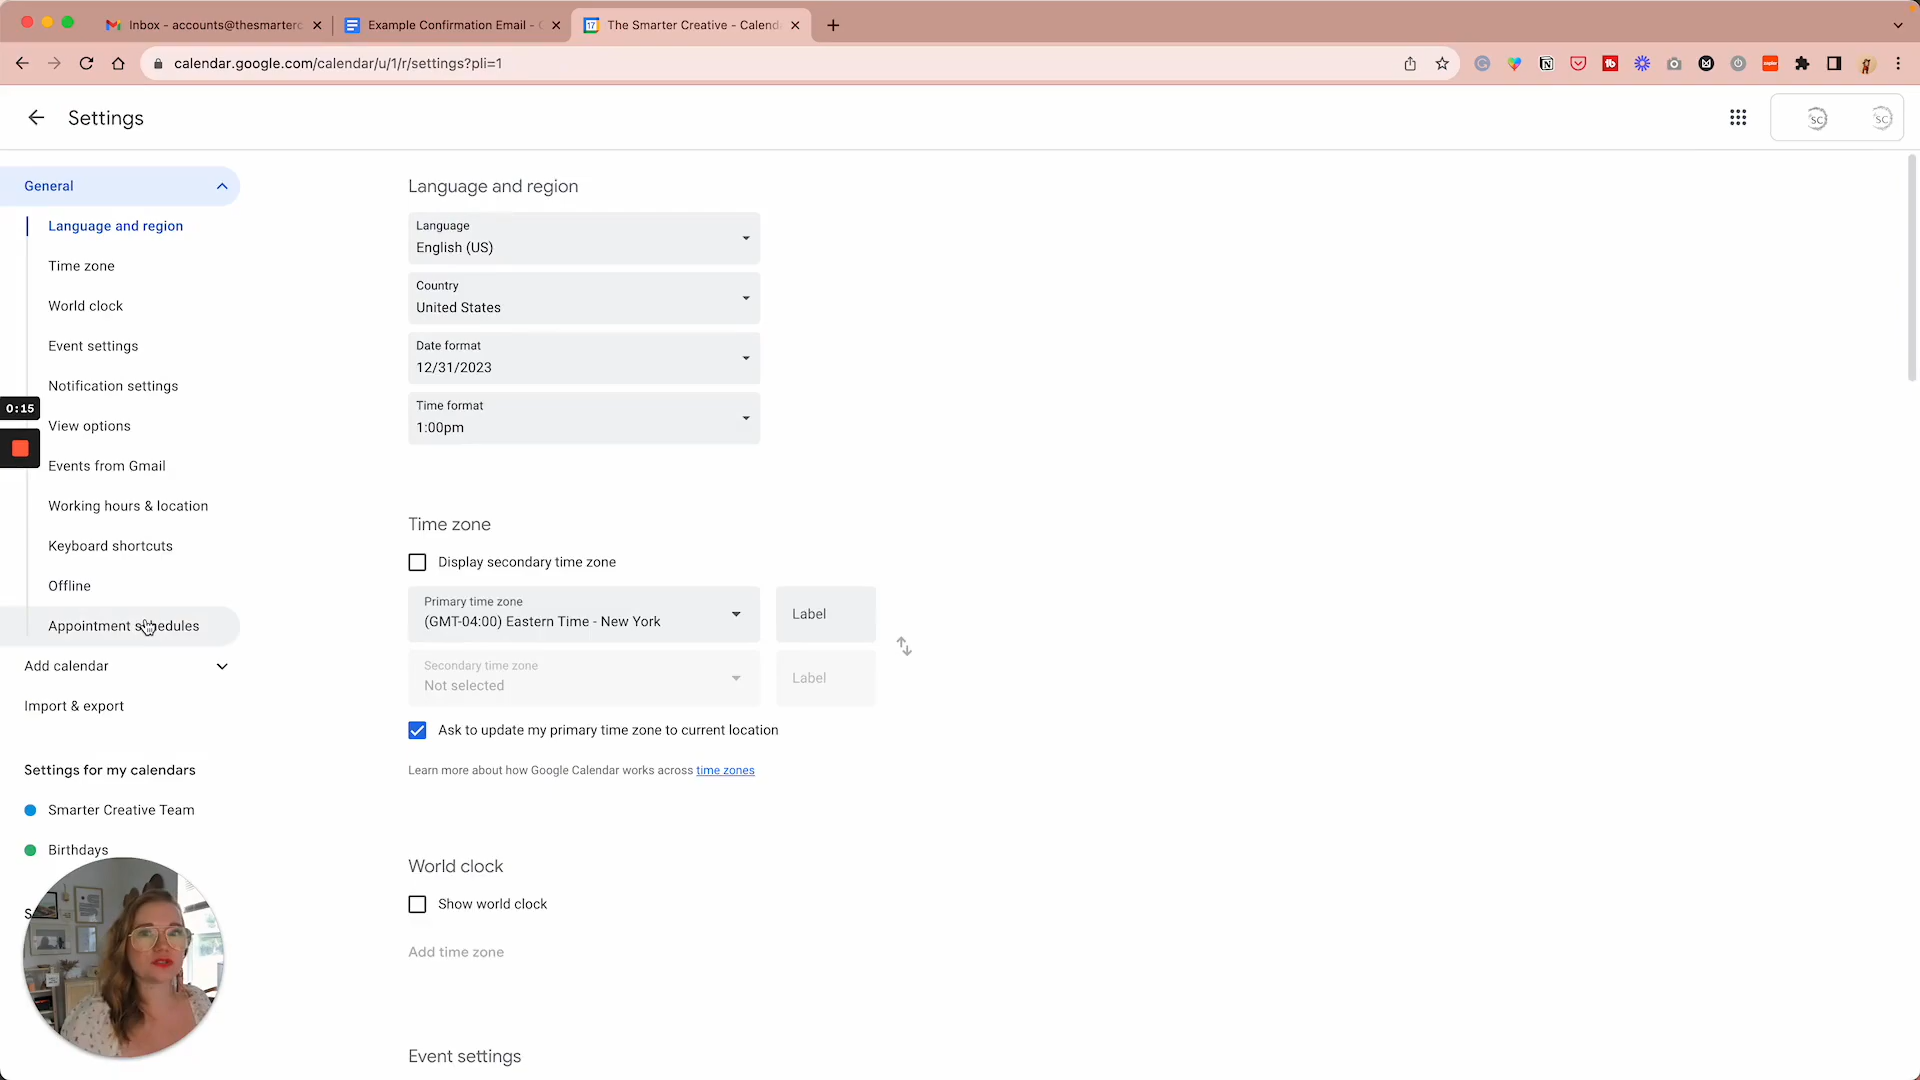 Inbox - accounts@thesmarterc
Example Confirmation Email -
The Smarter Creative - Calend
calendar.google.com/calendar/u/1/r/settings?pli=1
Settings
SC
SC
General
Language and region
Time zone
World clock
Event settings
Notification settings
0:15
View options
Events from Gmail
Working hours & location
Keyboard shortcuts
Offline
Appointment schedules
Add calendar
Import & export
Settings for my calendars
Smarter Creative Team
Birthdays
Language and region
Language
English (US)
Country
United States
Date format
12/31/2023
Time format
1:00pm
Time zone
Display secondary time zone
Primary time zone
(GMT-04:00) Eastern Time - New York
Label
Secondary time zone
Not selected
Label
Ask to update my primary time zone to current location
Learn more about how Google Calendar works across time zones
World clock
Show world clock
Add time zone
Event settings